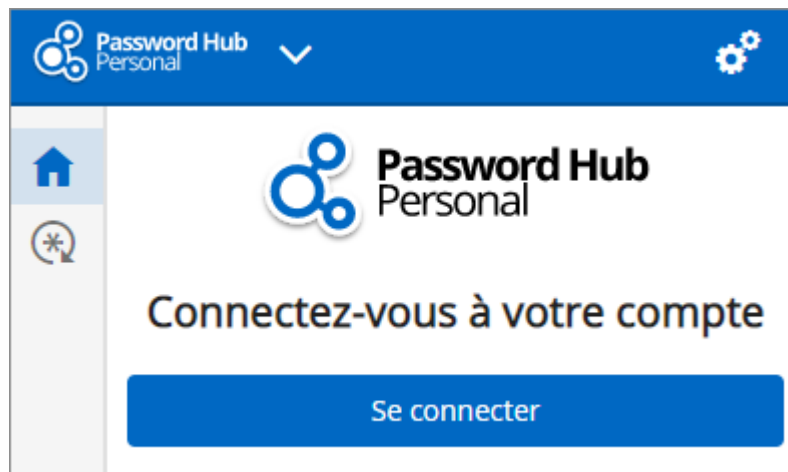 Password Hub
Personal
Password Hub
Personal
Connectez-vous à votre compte
Se connecter